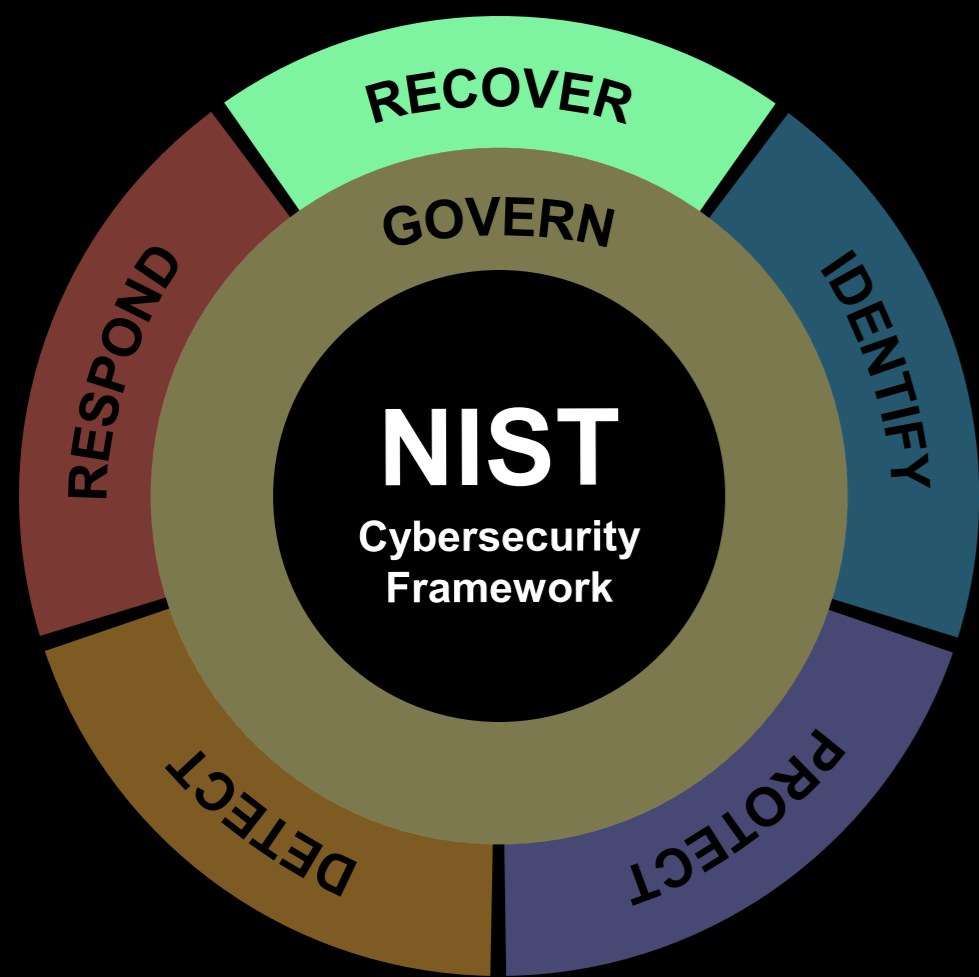 RECOVER
GOVERN
RESPOND
IDENTIFY
NIST
Cybersecurity
Framework
DETECT
PROTECT